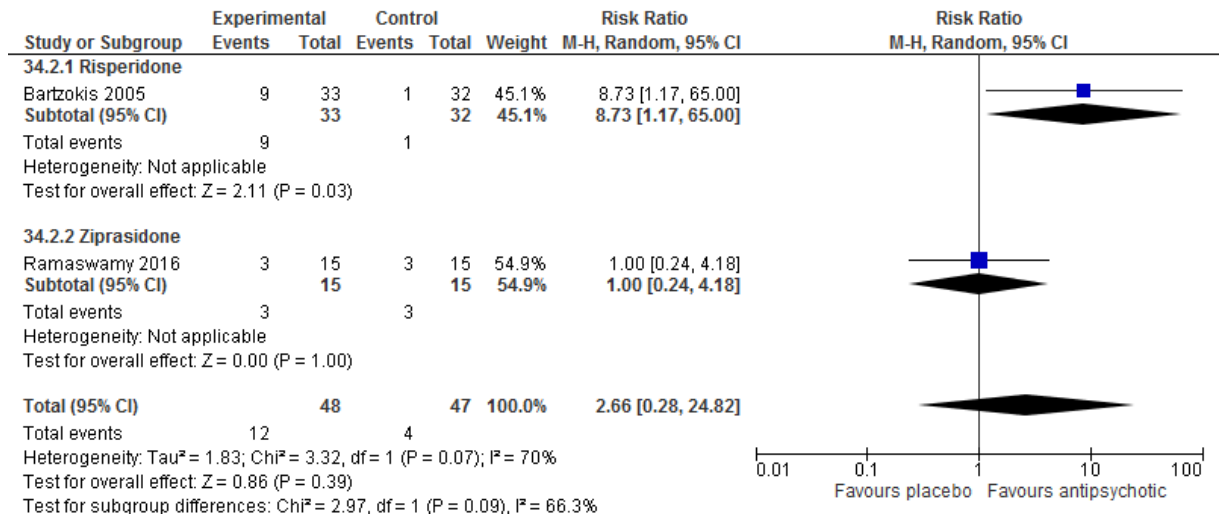 Experimental Control Risk Ratio Risk Ratio
Study or Subgroup Events Total Events Total Weight M-H, Random, 95% CI M-H, Random, 95% CI
34.2.1 Risperidone
Bartzokis 2005 9 33 1 32 45.1% 8.73 [1.17, 65.00]
Subtotal (95% CI) 33 32 45.1% 8.73 [1.17, 65.00]
Total events 9 1
Heterogeneity: Not applicable
Test for overall effect: Z = 2.11 (P = 0.03)
34.2.2 Ziprasidone
Ramaswamy 2016 3 15 3 15 54.9% 1.00 [0.24, 4.18]
Subtotal (95% CI) 15 15 54.9% 1.00 [0.24, 4.18]
Total events 3 3
Heterogeneity: Not applicable
Test for overall effect: Z = 0.00 (P = 1.00)
Total (95% CI) 48 47 100.0% 2.66 [0.28, 24.82]
Total events 12 4
Heterogeneity: Tau² = 1.83; Chi² = 3.32, df = 1 (P = 0.07); I² = 70%
Test for overall effect: Z = 0.86 (P = 0.39)
Test for subgroup differences: Chi² = 2.97, df = 1 (P = 0.09), I² = 66.3%
0.01 0.1 1 10 100
Favours placebo Favours antipsychotic